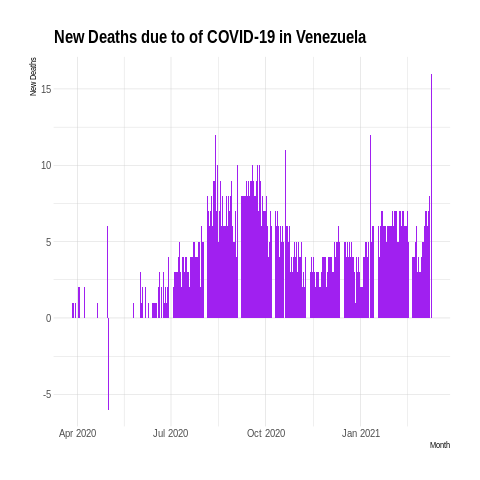 New Deaths due to of COVID-19 in Venezuela
New Deaths
15
10
5
0
-5
Apr 2020
Jul 2020
Oct 2020
Jan 2021
Month